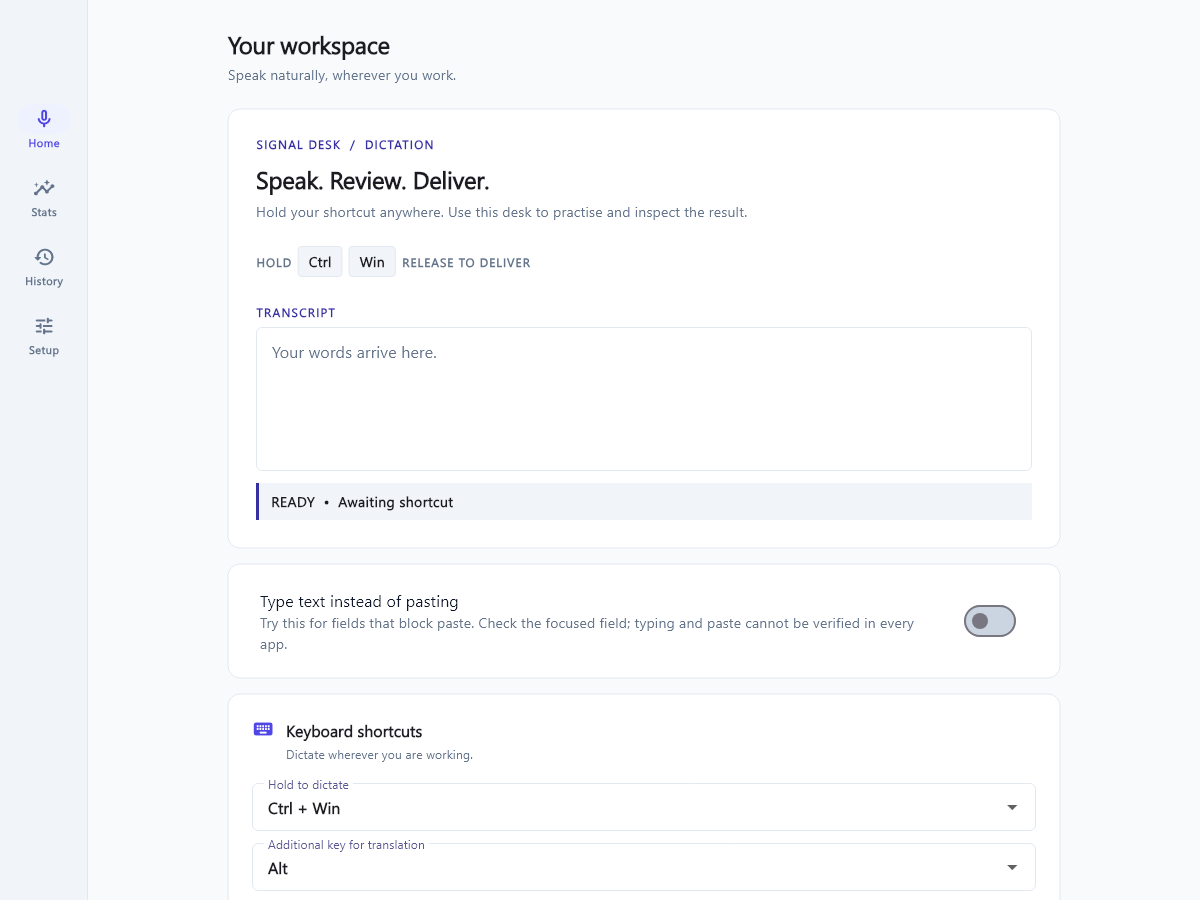 Your workspace
Speak naturally, wherever you work.
Home
Stats
History
Setup
SIGNAL DESK / DICTATION
Speak. Review. Deliver.
Hold your shortcut anywhere. Use this desk to practise and inspect the result.
HOLD Ctrl Win RELEASE TO DELIVER
TRANSCRIPT
Your words arrive here.
READY • Awaiting shortcut
Type text instead of pasting
Try this for fields that block paste. Check the focused field; typing and paste cannot be verified in every
app.
Keyboard shortcuts
Dictate wherever you are working.
Hold to dictate
Ctrl + Win
Additional key for translation
Alt